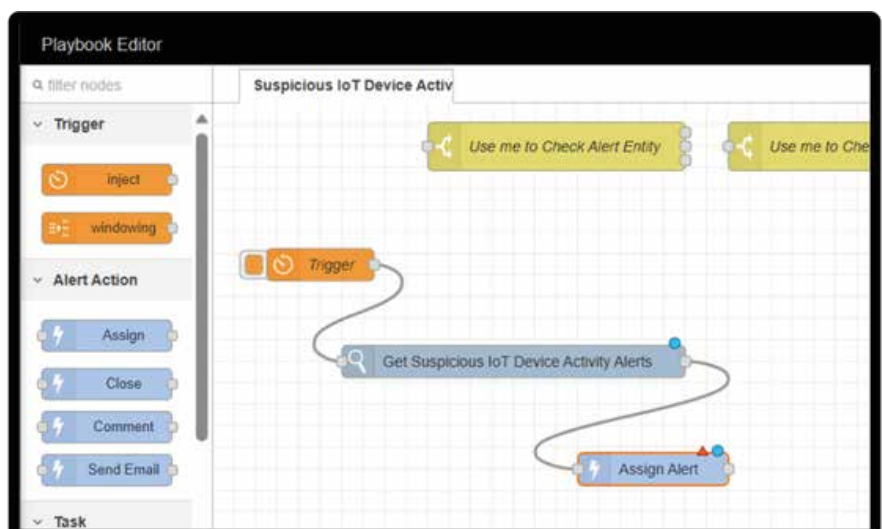 Playbook Editor
filter nodes
Suspicious IoT Device Activ
Trigger
Use me to Check Alert Entity
Use me to Che
inject
windowing
Trigger
Alert Action
Assign
Get Suspicious IoT Device Activity Alerts
Close
Comment
Send Email
Assign Alert
Task